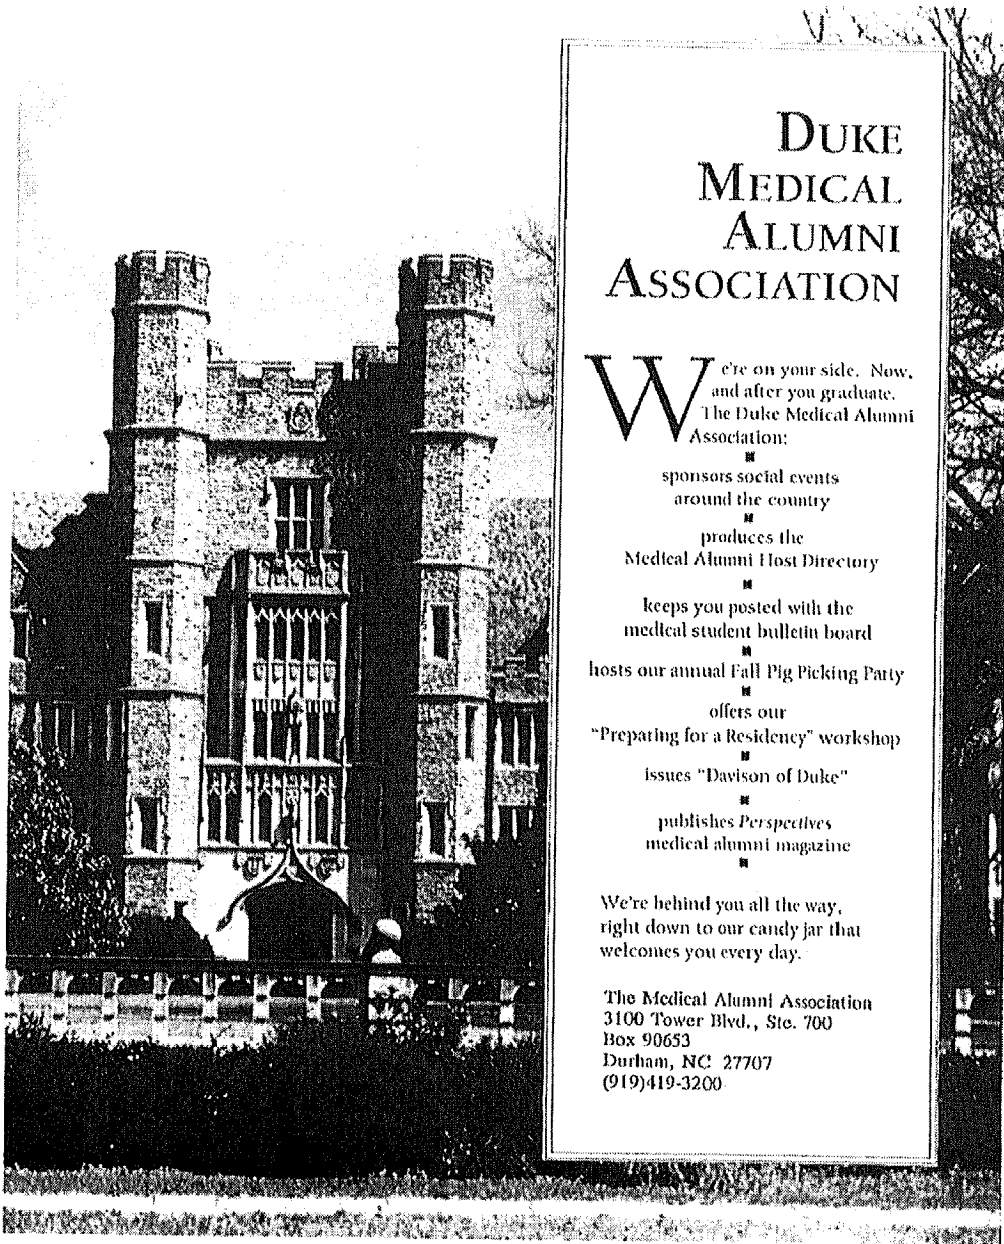 DUKE
MEDICAL
ALUMNI
ASSOCIATION
We're on your side. Now,
and after you graduate.
The Duke Medical Alumni
Association:
sponsors social events
around the country
produces the
Medical Alumni Host Directory
keeps you posted with the
medical student bulletin board
hosts our annual Fall Pig Picking Party
offers our
"Preparing for a Residency" workshop
issues "Davison of Duke"
publishes Perspectives
medical alumni magazine
We're behind you all the way,
right down to our candy jar that
welcomes you every day.
The Medical Alumni Association
3100 Tower Blvd., Ste. 700
Box 90653
Durham, NC 27707
(919)419-3200